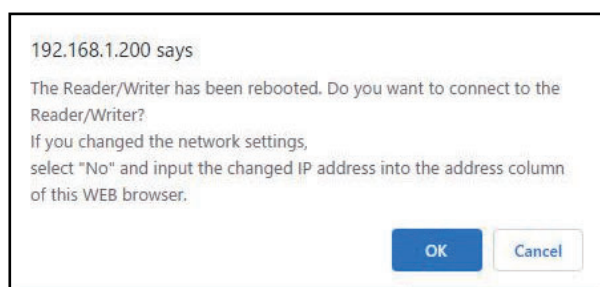 192.168.1.200 says
The Reader/Writer has been rebooted. Do you want to connect to the
Reader/Writer?
If you changed the network settings,
select "No" and input the changed IP address into the address column
of this WEB browser.
OK
Cancel